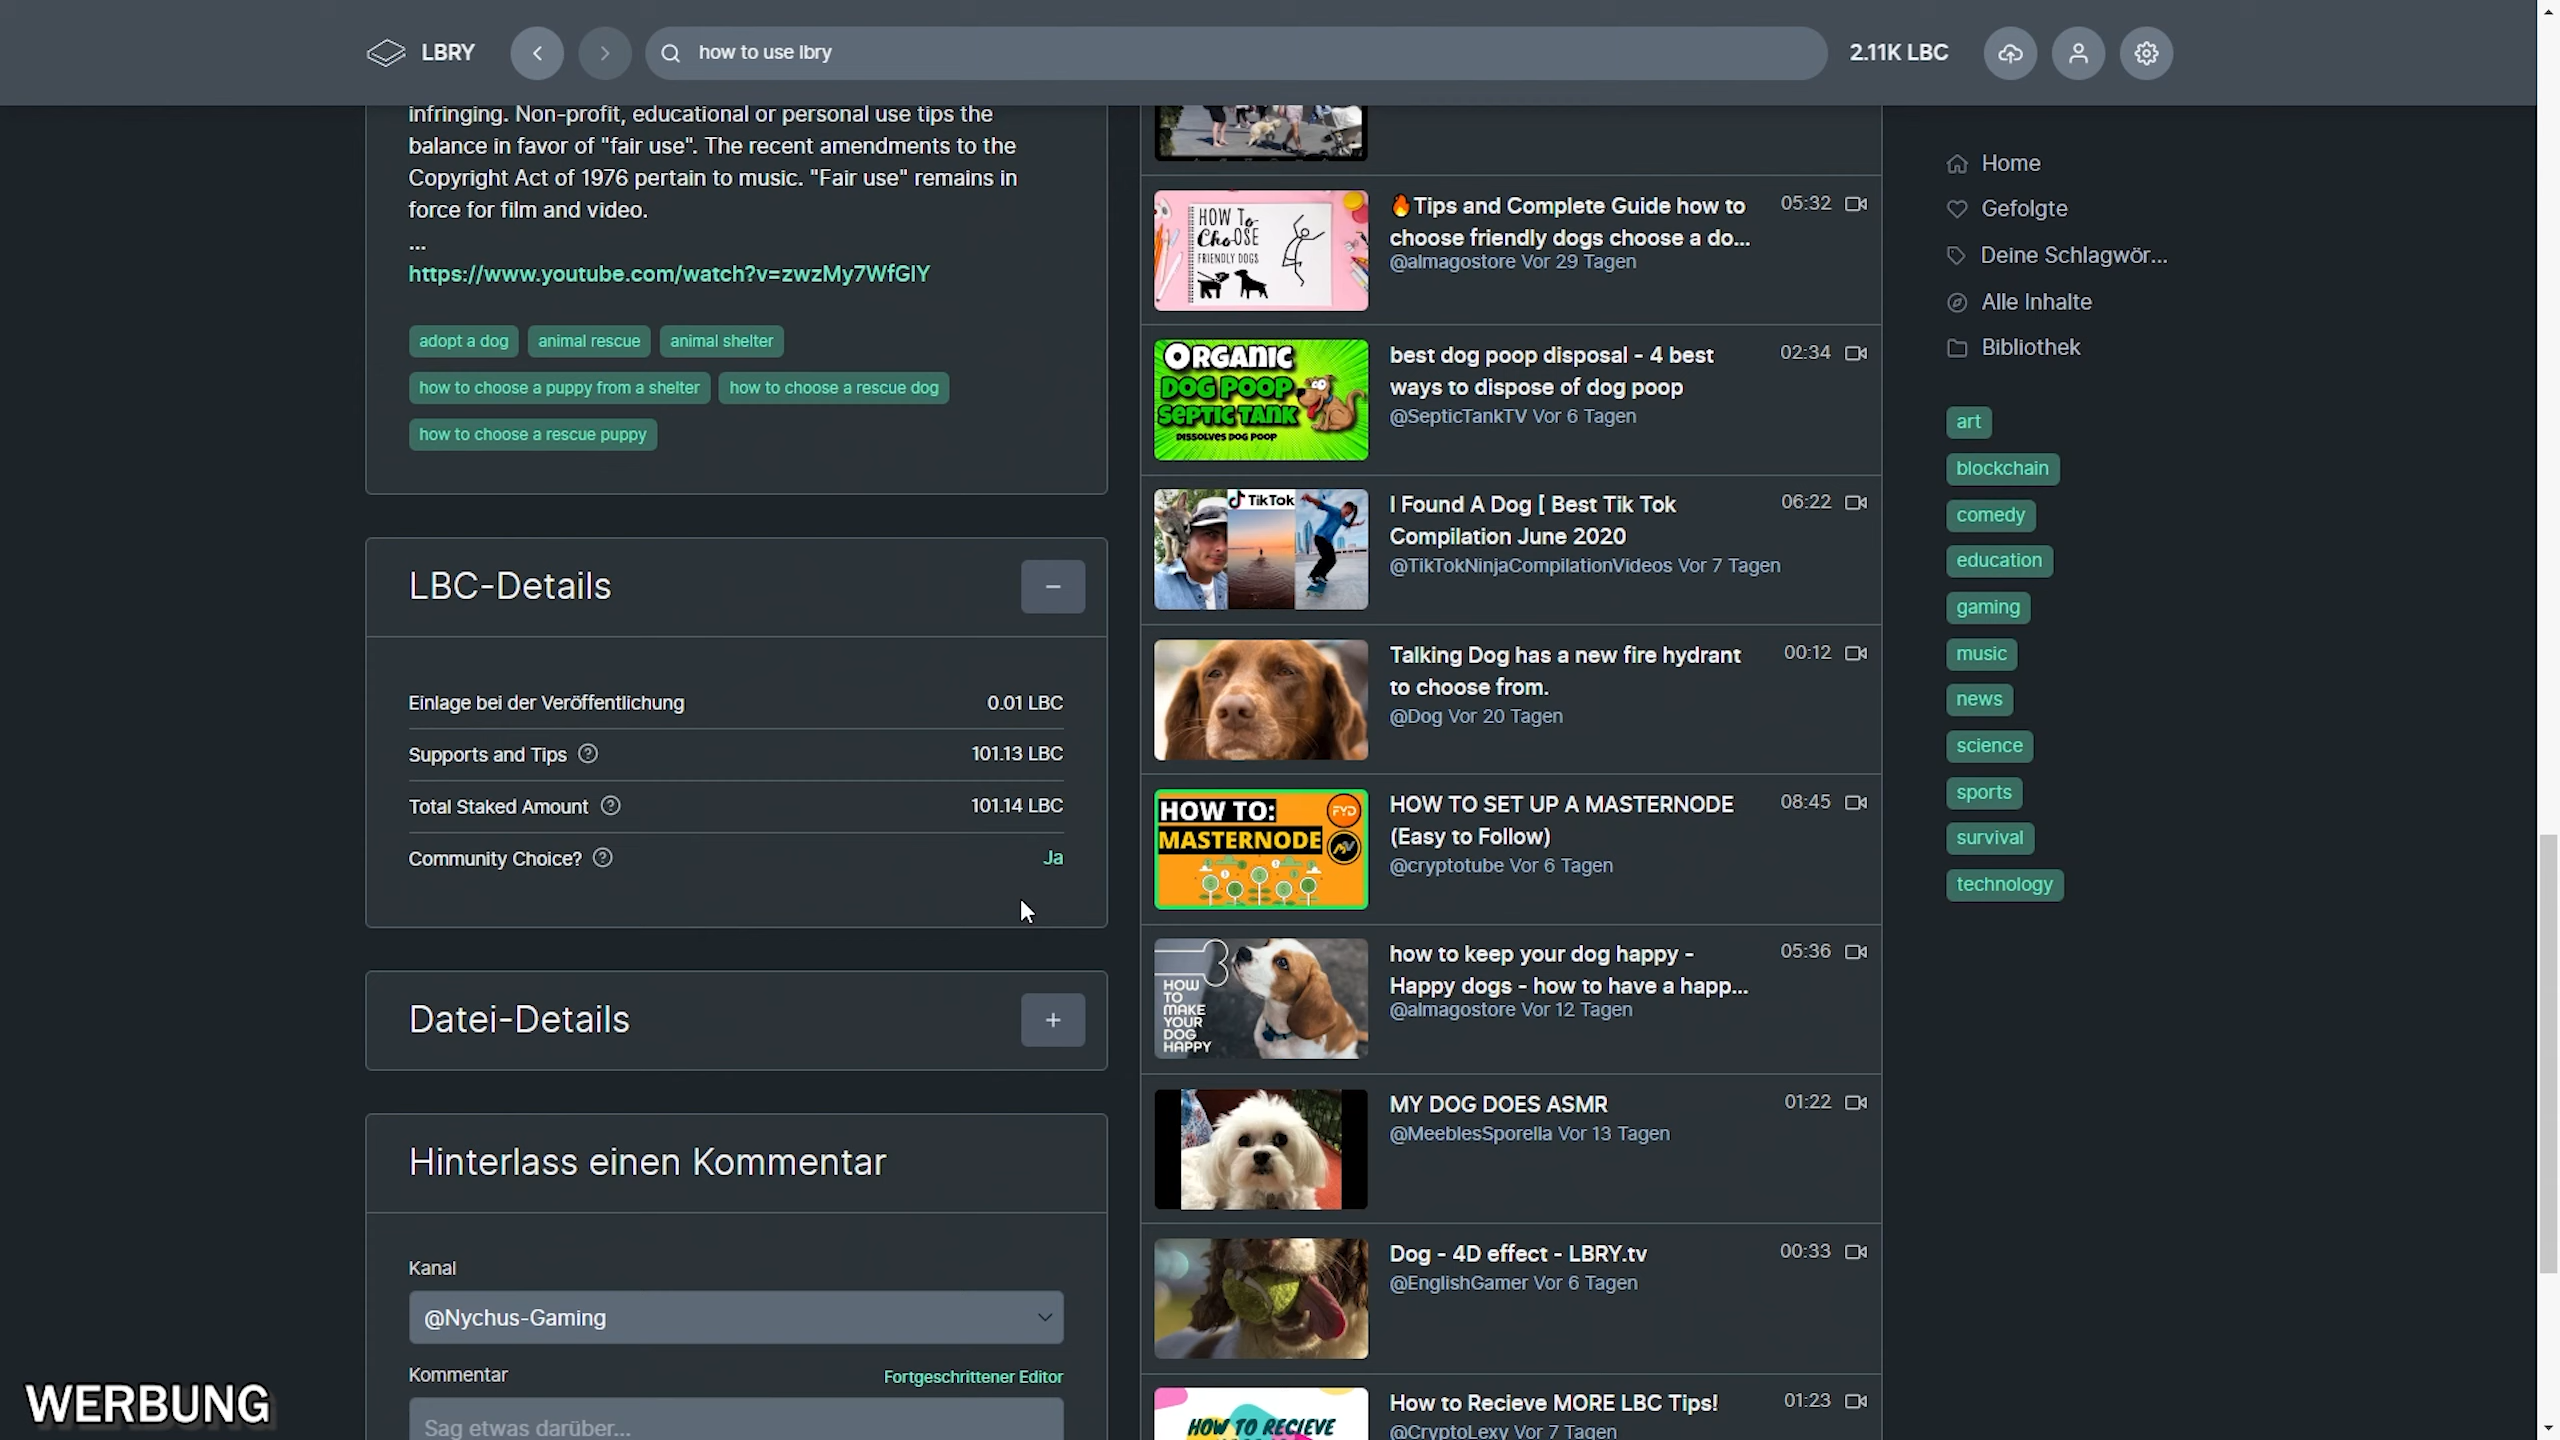 LBRY
how to use lbry
2.11K LBC
infringing. Non-profit, educational or personal use tips the
balance in favor of "fair use". The recent amendments to the
Copyright Act of 1976 pertain to music. "Fair use" remains in
force for film and video.
...
https://www.youtube.com/watch?v=zwzMy7WfGIY
adopt a dog
animal rescue
animal shelter
how to choose a puppy from a shelter
how to choose a rescue dog
how to choose a rescue puppy
LBC-Details
Einlage bei der Veröffentlichung
0.01 LBC
Supports and Tips
101.13 LBC
Total Staked Amount
101.14 LBC
Community Choice?
Ja
Datei-Details
Hinterlass einen Kommentar
Kanal
@Nychus-Gaming
Kommentar
Fortgeschrittener Editor
Sag etwas darüber...
HOW To
ChoOSE
FRIENDLY DOGS
🔥Tips and Complete Guide how to
choose friendly dogs choose a do...
@almagostore Vor 29 Tagen
05:32
ORGANIC
DOG POOP
SEPTIC TANK
DISSOLVES DOG POOP
best dog poop disposal - 4 best
ways to dispose of dog poop
@SepticTankTV Vor 6 Tagen
02:34
TikTok
I Found A Dog [ Best Tik Tok
Compilation June 2020
@TikTokNinjaCompilationVideos Vor 7 Tagen
06:22
Talking Dog has a new fire hydrant
to choose from.
@Dog Vor 20 Tagen
00:12
HOW TO:
MASTERNODE
FYD
HOW TO SET UP A MASTERNODE
(Easy to Follow)
@cryptotube Vor 6 Tagen
08:45
HOW
TO
MAKE
YOUR
DOG
HAPPY
how to keep your dog happy -
Happy dogs - how to have a happ...
@almagostore Vor 12 Tagen
05:36
MY DOG DOES ASMR
@MeeblesSporella Vor 13 Tagen
01:22
Dog - 4D effect - LBRY.tv
@EnglishGamer Vor 6 Tagen
00:33
HOW TO RECIEVE
How to Recieve MORE LBC Tips!
@CryptoLexy Vor 7 Tagen
01:23
Home
Gefolgte
Deine Schlagwör...
Alle Inhalte
Bibliothek
art
blockchain
comedy
education
gaming
music
news
science
sports
survival
technology
WERBUNG